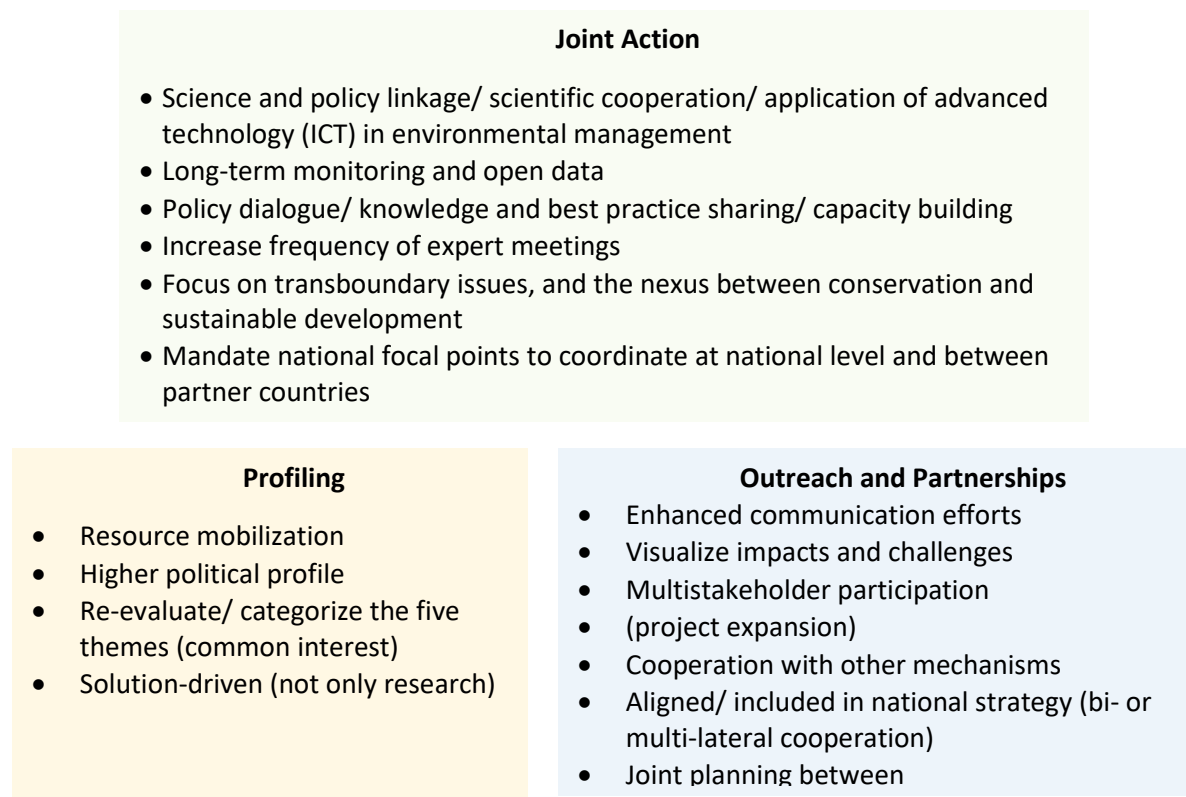 Joint Action
• Science and policy linkage/ scientific cooperation/ application of advanced
technology (ICT) in environmental management
• Long-term monitoring and open data
• Policy dialogue/ knowledge and best practice sharing/ capacity building
• Increase frequency of expert meetings
• Focus on transboundary issues, and the nexus between conservation and
sustainable development
• Mandate national focal points to coordinate at national level and between
partner countries
Profiling
• Resource mobilization
• Higher political profile
• Re-evaluate/ categorize the five
themes (common interest)
• Solution-driven (not only research)
Outreach and Partnerships
• Enhanced communication efforts
• Visualize impacts and challenges
• Multistakeholder participation
• (project expansion)
• Cooperation with other mechanisms
• Aligned/ included in national strategy (bi- or
multi-lateral cooperation)
• Joint planning between